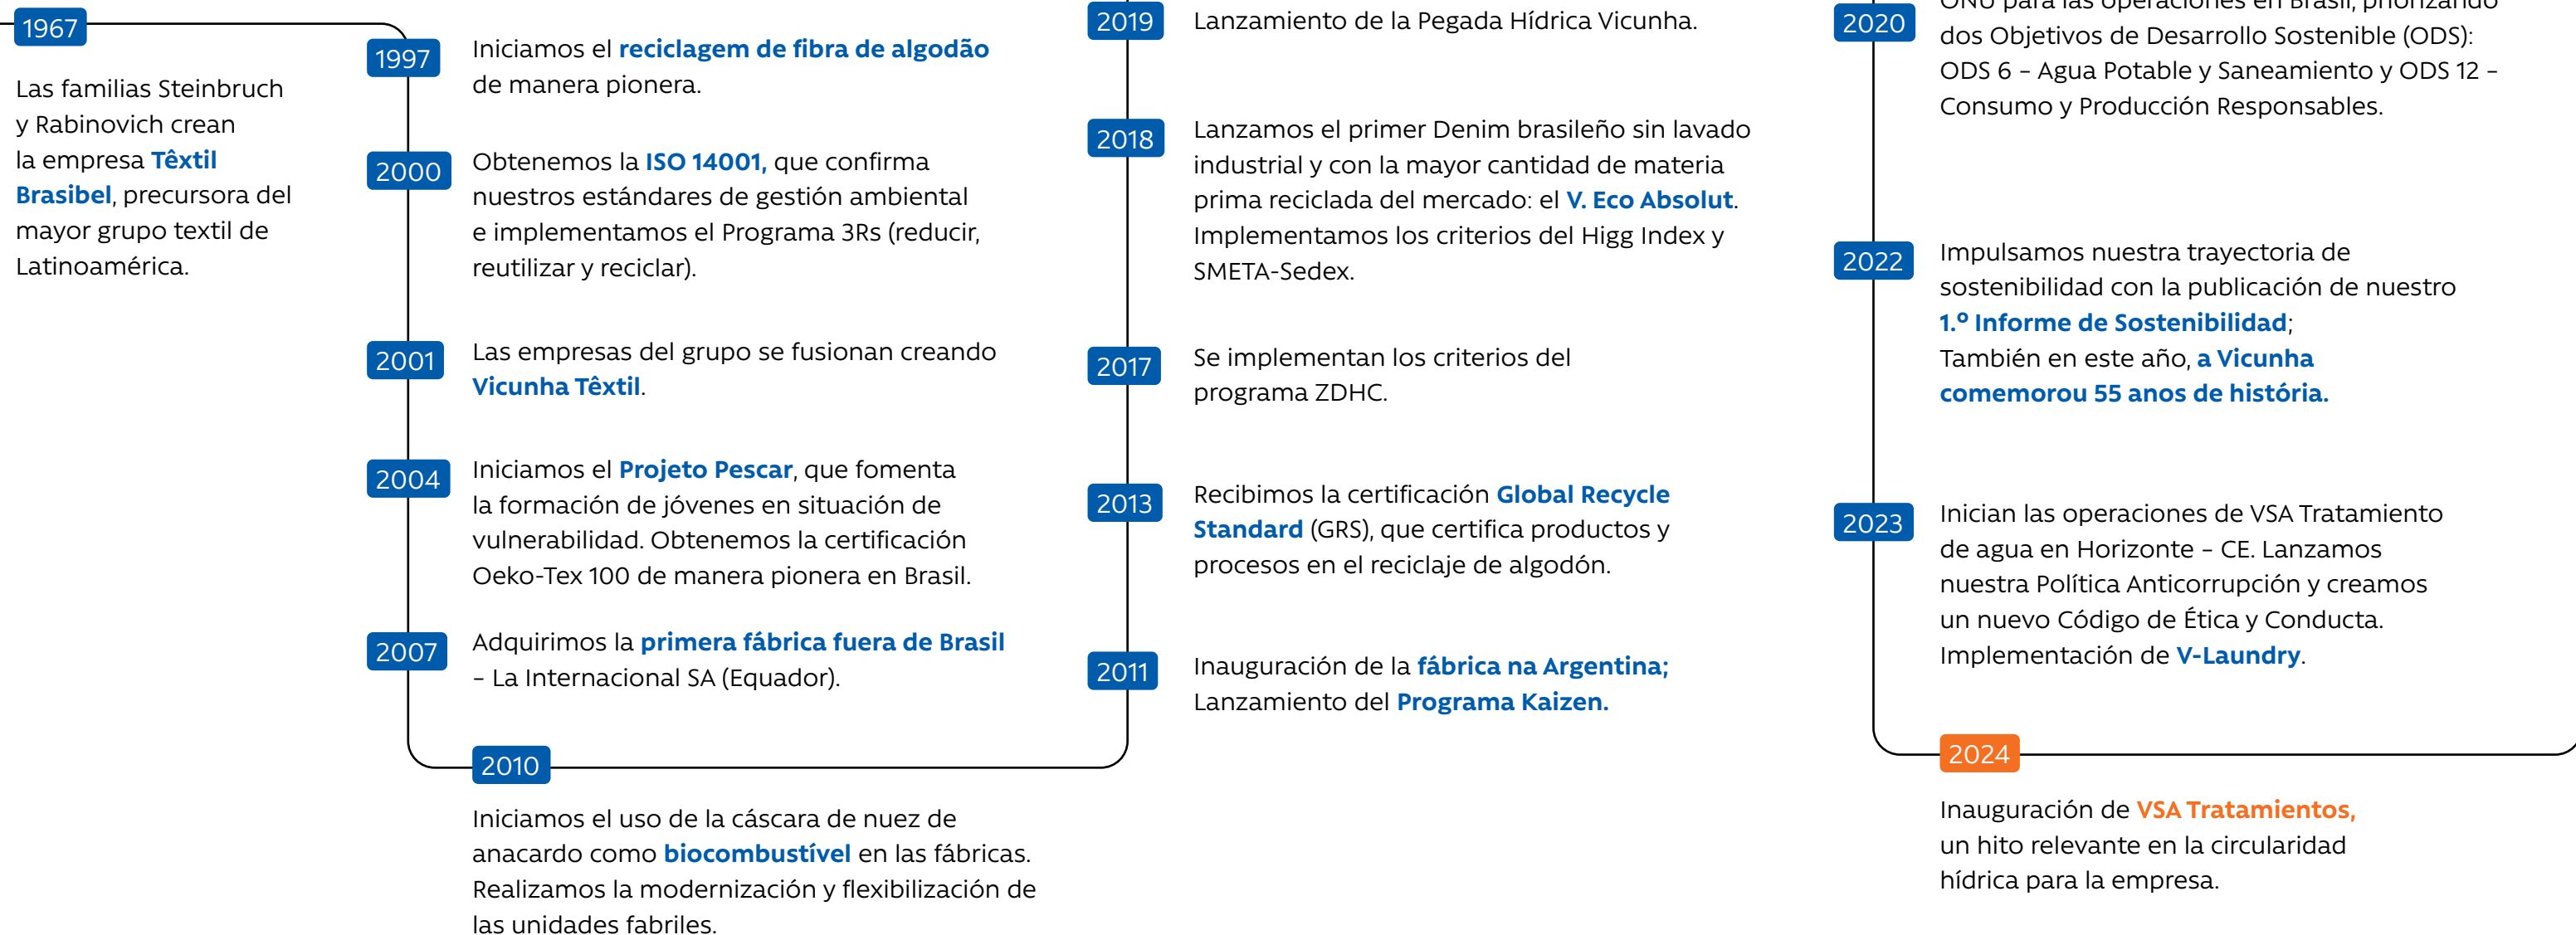 1967
Las familias Steinbruch
y Rabinovich crean
la empresa Têxtil
Brasibel, precursora del
mayor grupo textil de
Latinoamérica.
1997
Iniciamos el reciclagem de fibra de algodão
de manera pionera.
2000
Obtenemos la ISO 14001, que confirma
nuestros estándares de gestión ambiental
e implementamos el Programa 3Rs (reducir,
reutilizar y reciclar).
2001
Las empresas del grupo se fusionan creando
Vicunha Têxtil.
2004
Iniciamos el Projeto Pescar, que fomenta
la formación de jóvenes en situación de
vulnerabilidad. Obtenemos la certificación
Oeko-Tex 100 de manera pionera en Brasil.
2007
Adquirimos la primera fábrica fuera de Brasil
– La Internacional SA (Equador).
2010
Iniciamos el uso de la cáscara de nuez de
anacardo como biocombustível en las fábricas.
Realizamos la modernización y flexibilización de
las unidades fabriles.
2019
Lanzamiento de la Pegada Hídrica Vicunha.
2018
Lanzamos el primer Denim brasileño sin lavado
industrial y con la mayor cantidad de materia
prima reciclada del mercado: el V. Eco Absolut.
Implementamos los criterios del Higg Index y
SMETA-Sedex.
2017
Se implementan los criterios del
programa ZDHC.
2013
Recibimos la certificación Global Recycle
Standard (GRS), que certifica productos y
procesos en el reciclaje de algodón.
2011
Inauguración de la fábrica na Argentina;
Lanzamiento del Programa Kaizen.
2020
ONU para las operaciones en Brasil, priorizando
dos Objetivos de Desarrollo Sostenible (ODS):
ODS 6 – Agua Potable y Saneamiento y ODS 12 –
Consumo y Producción Responsables.
2022
Impulsamos nuestra trayectoria de
sostenibilidad con la publicación de nuestro
1.º Informe de Sostenibilidad;
También en este año, a Vicunha
comemorou 55 anos de história.
2023
Inician las operaciones de VSA Tratamiento
de agua en Horizonte – CE. Lanzamos
nuestra Política Anticorrupción y creamos
un nuevo Código de Ética y Conducta.
Implementación de V-Laundry.
2024
Inauguración de VSA Tratamientos,
un hito relevante en la circularidad
hídrica para la empresa.